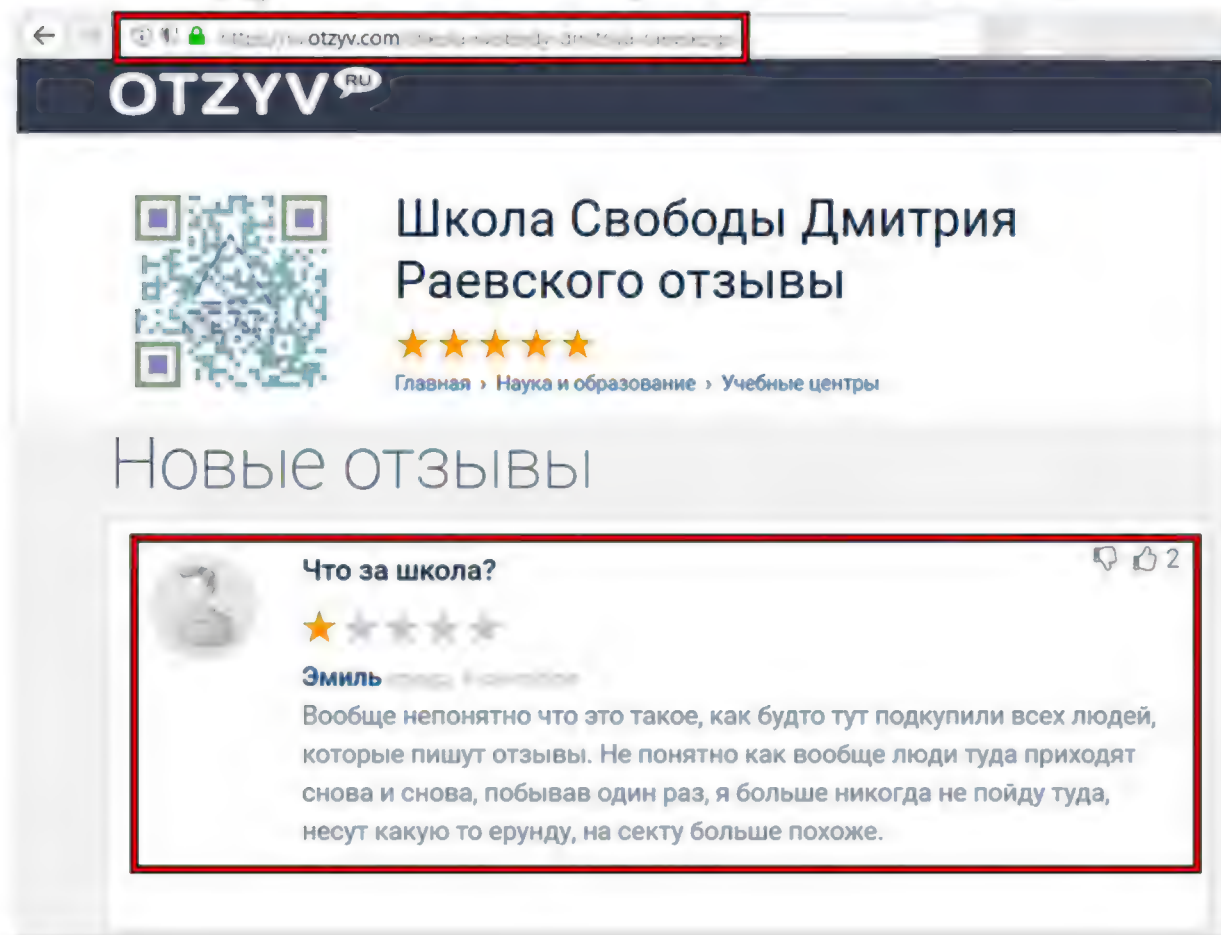 otzyv.com
OTZYV RU
Школа Свободы Дмитрия
Раевского отзывы
Главная › Наука и образование › Учебные центры
Новые отзывы
Что за школа?
2
Эмиль
Вообще непонятно что это такое, как будто тут подкупили всех людей,
которые пишут отзывы. Не понятно как вообще люди туда приходят
снова и снова, побывав один раз, я больше никогда не пойду туда,
несут какую то ерунду, на секту больше похоже.